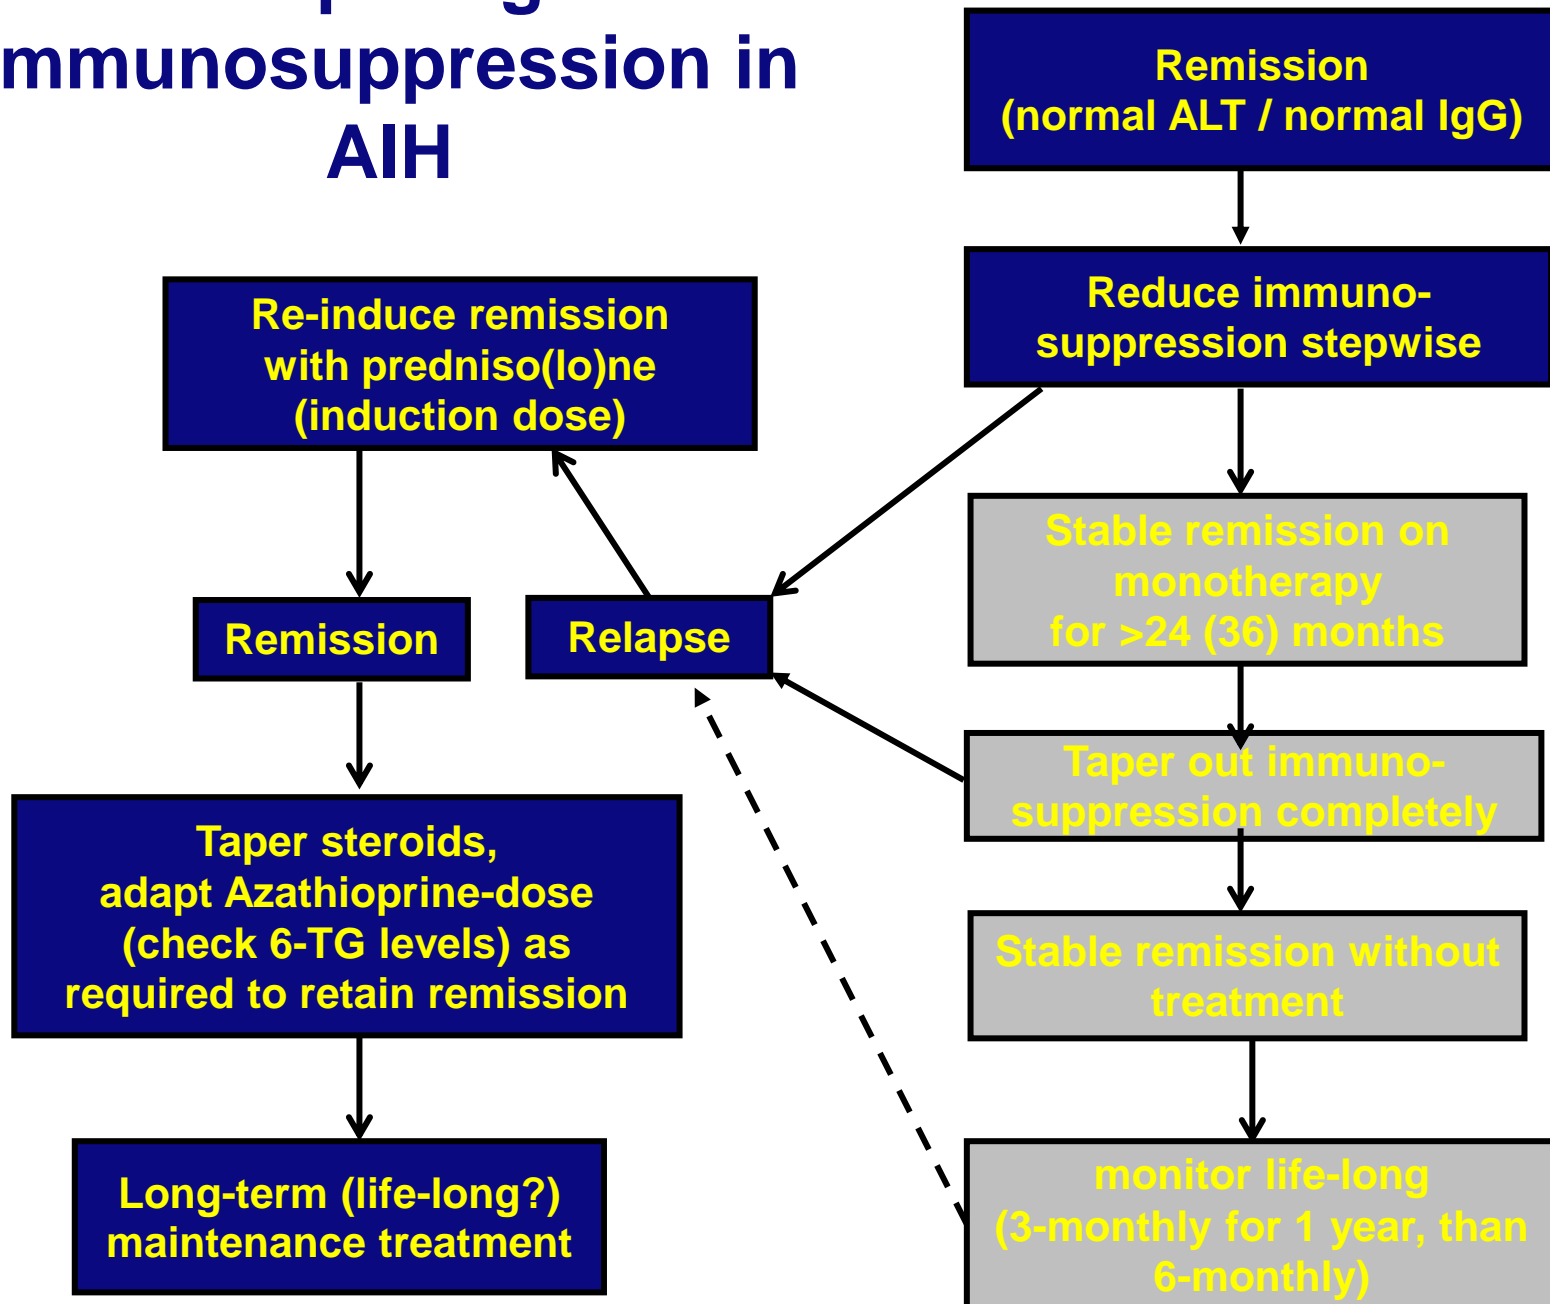 mmunosuppression in
AIH
Remission
(normal ALT / normal IgG)
Reduce immuno-
suppression stepwise
Re-induce remission
with predniso(lo)ne
(induction dose)
Stable remission on
monotherapy
for >24 (36) months
Remission
Relapse
Taper out immuno-
suppression completely
Taper steroids,
adapt Azathioprine-dose
(check 6-TG levels) as
required to retain remission
Stable remission without
treatment
Long-term (life-long?)
maintenance treatment
monitor life-long
(3-monthly for 1 year, than
6-monthly)